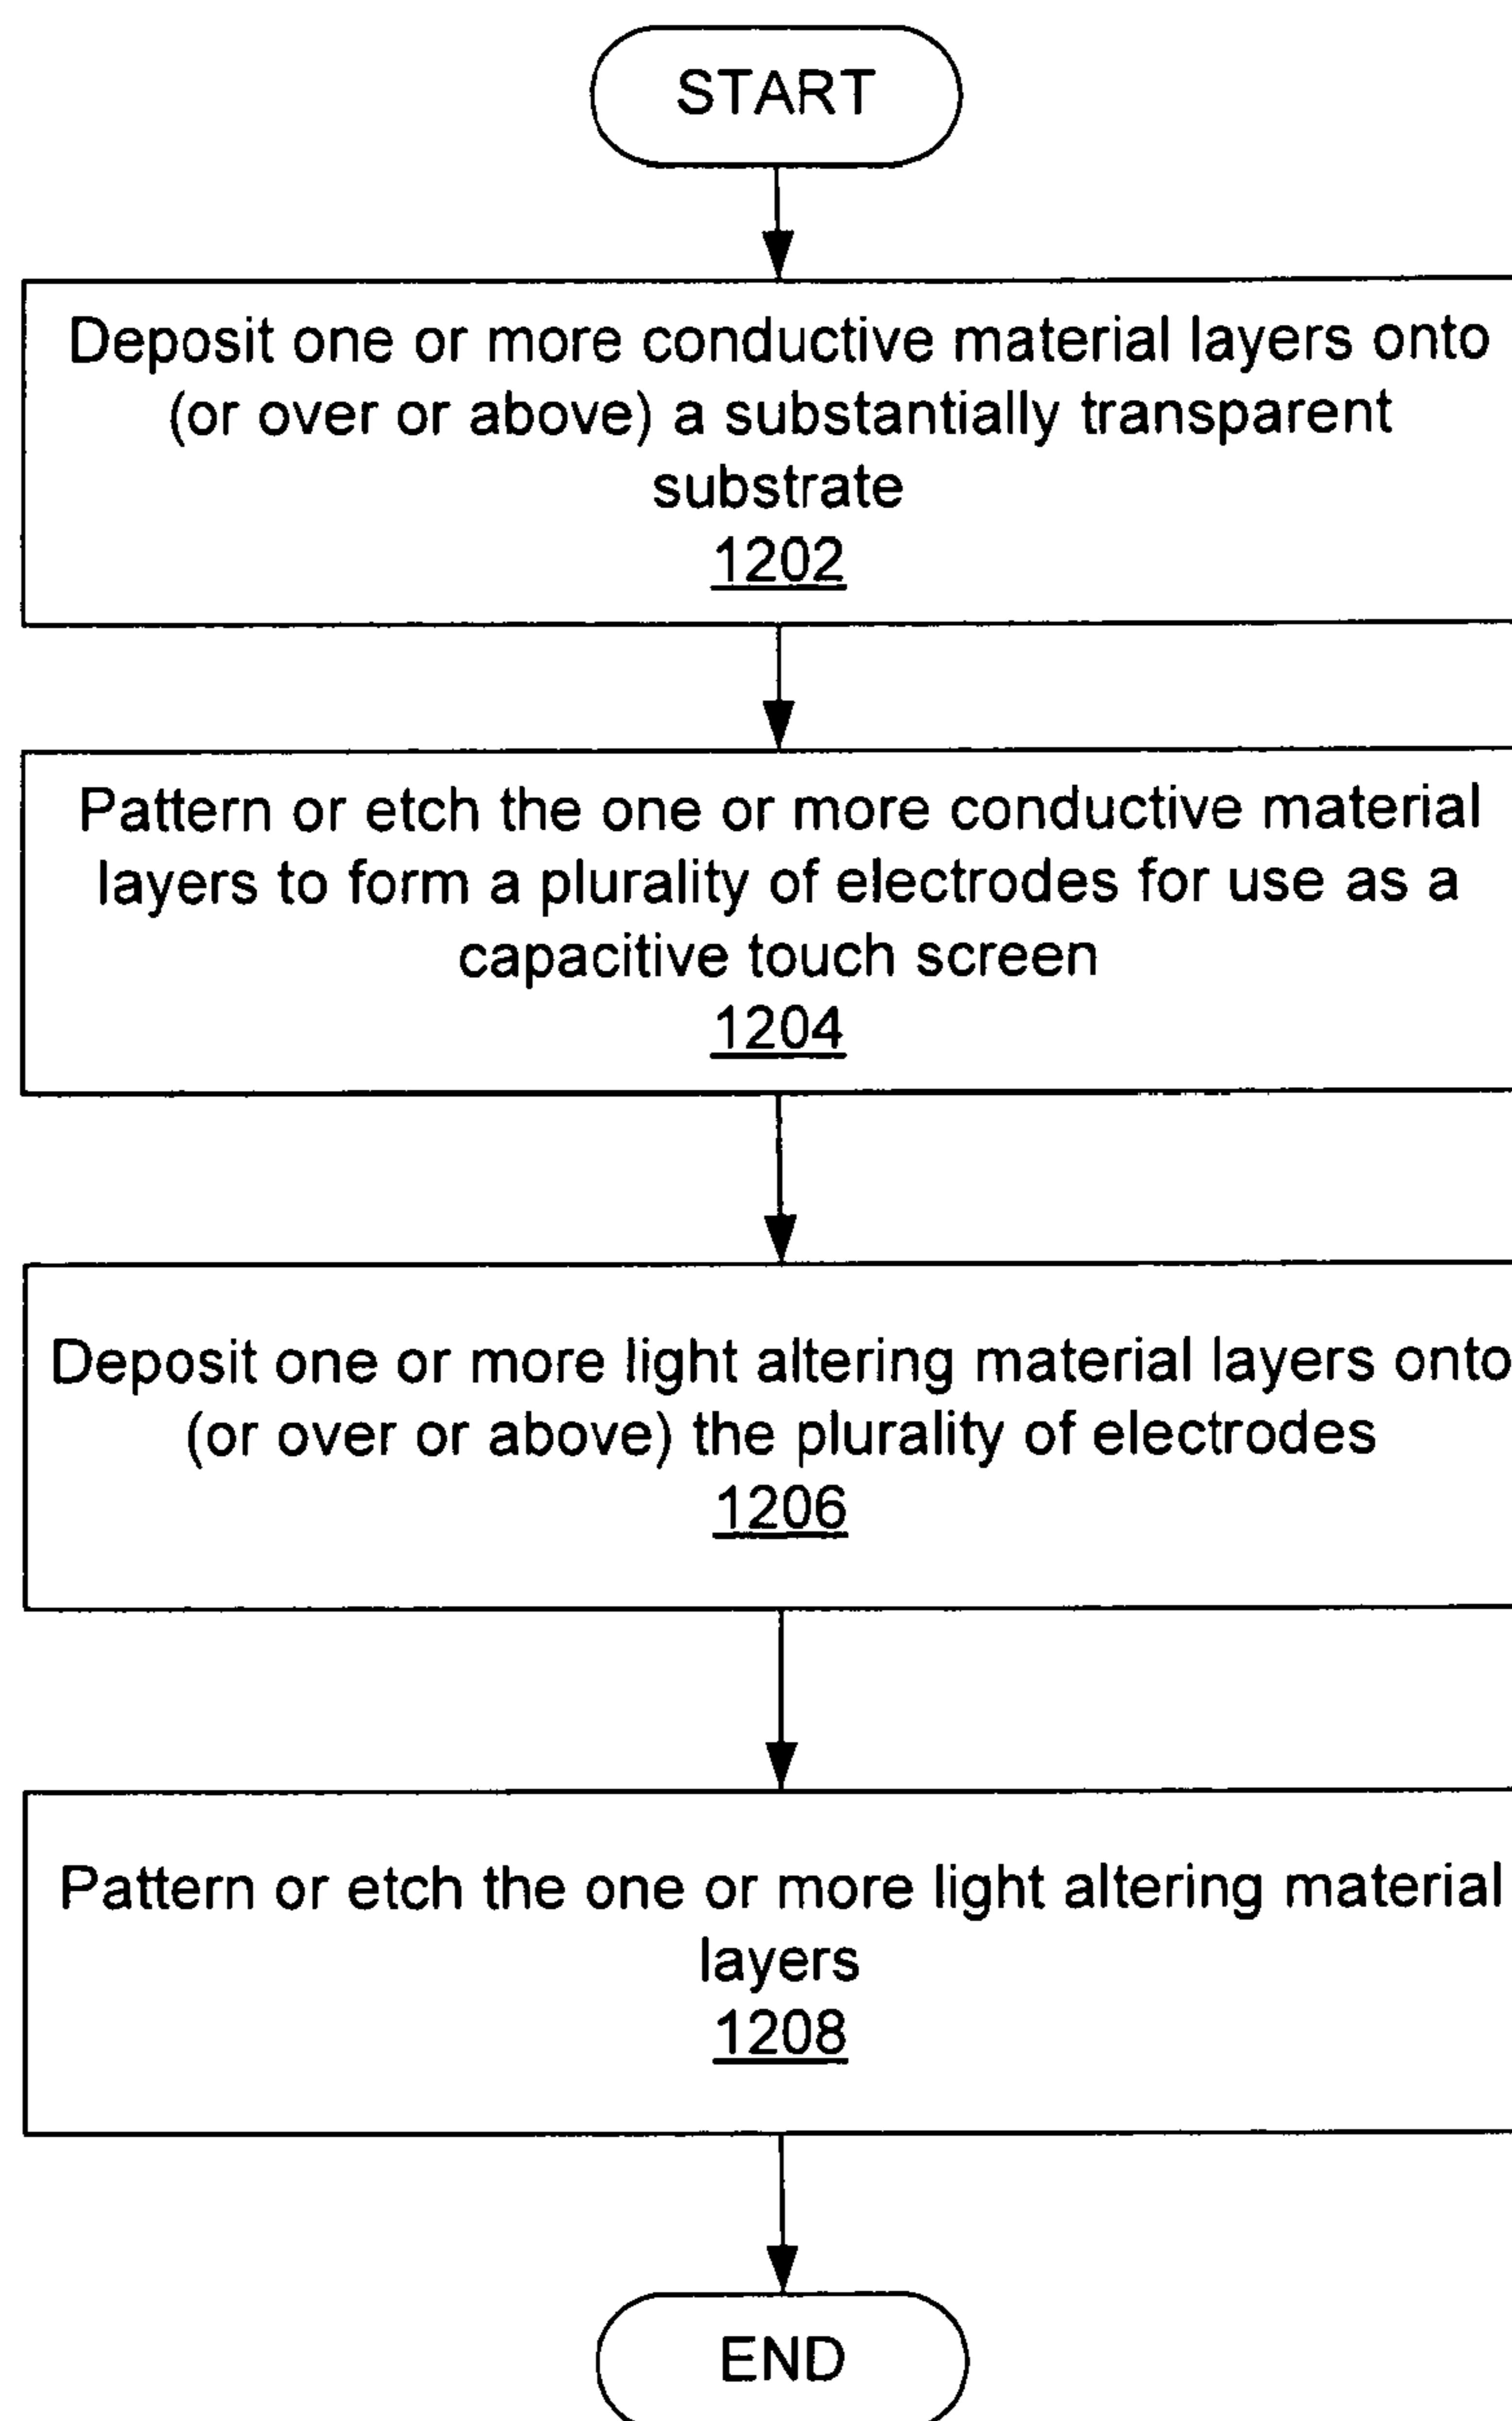 START
Deposit one or more conductive material layers onto
(or over or above) a substantially transparent
substrate
1202
Pattern or etch the one or more conductive material
layers to form a plurality of electrodes for use as a
capacitive touch screen
1204
Deposit one or more light altering material layers onto
(or over or above) the plurality of electrodes
1206
Pattern or etch the one or more light altering material
layers
1208
END